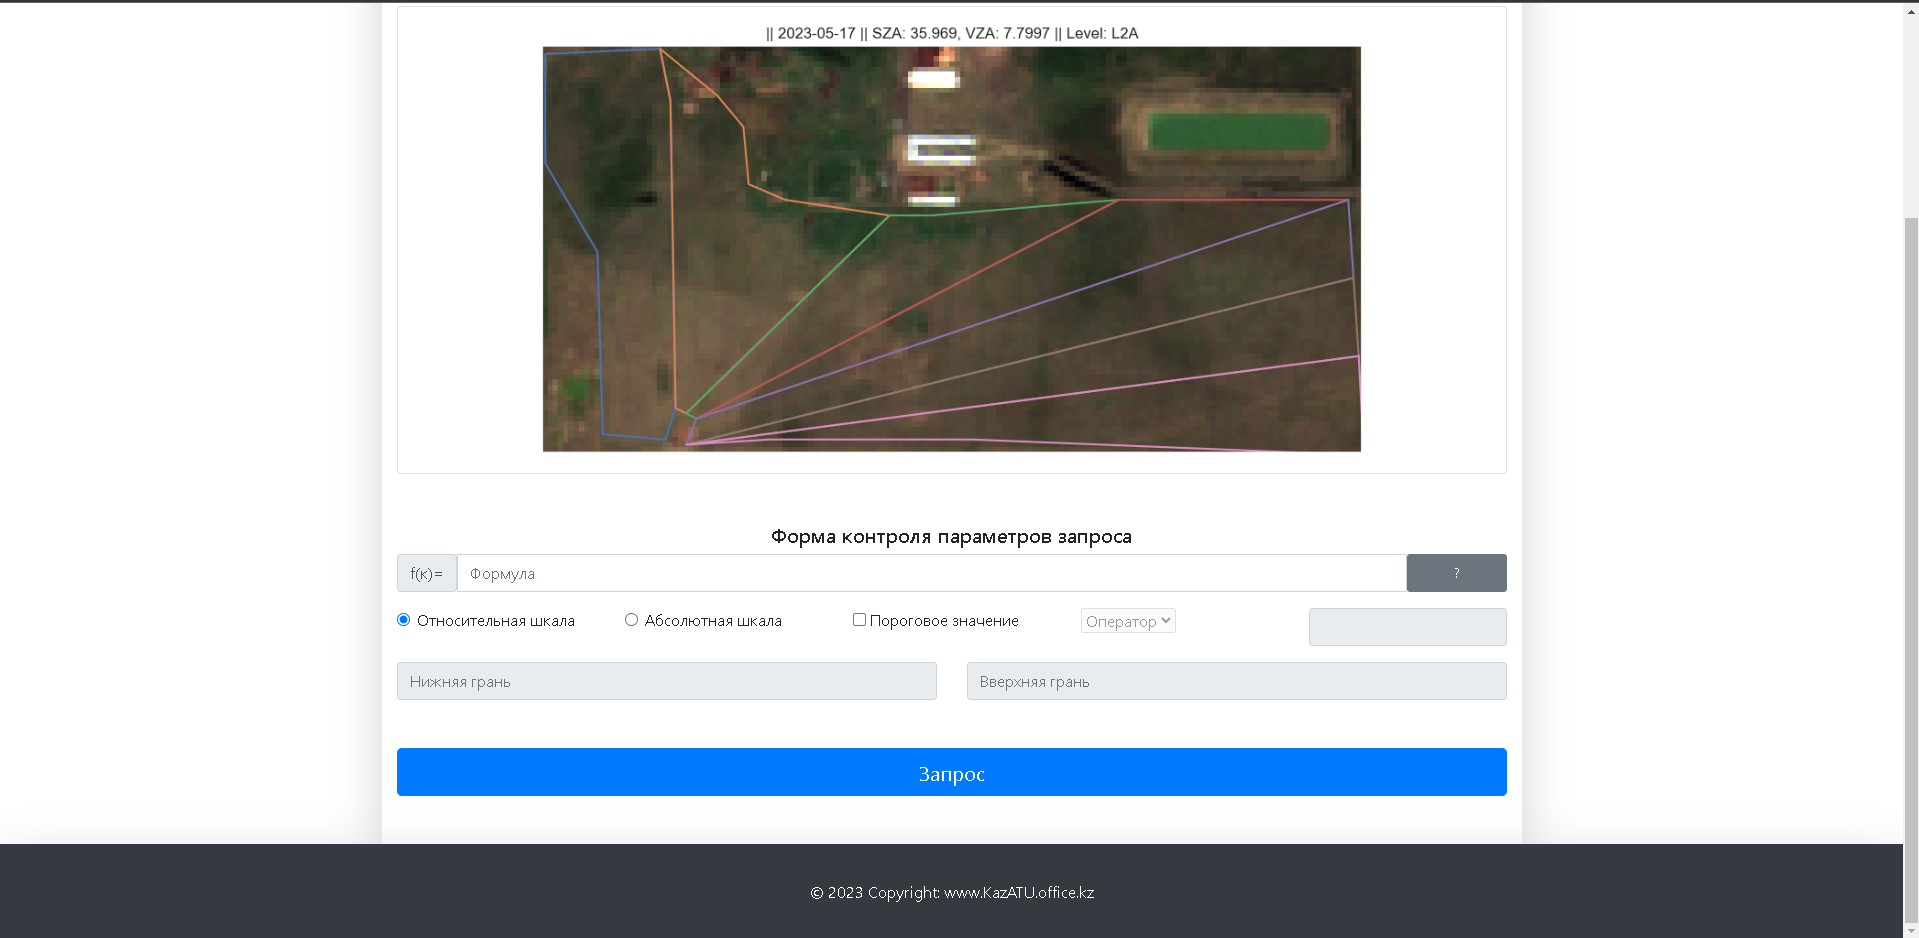 || 2023-05-17 || SZA: 35.969, VZA: 7.7997 || Level: L2A
Форма контроля параметров запроса
f(к)= Формула ?
Относительная шкала Абсолютная шкала Пороговое значение Оператор
Нижняя грань Вверхняя грань
Запрос
© 2023 Copyright: www.KazATU.office.kz